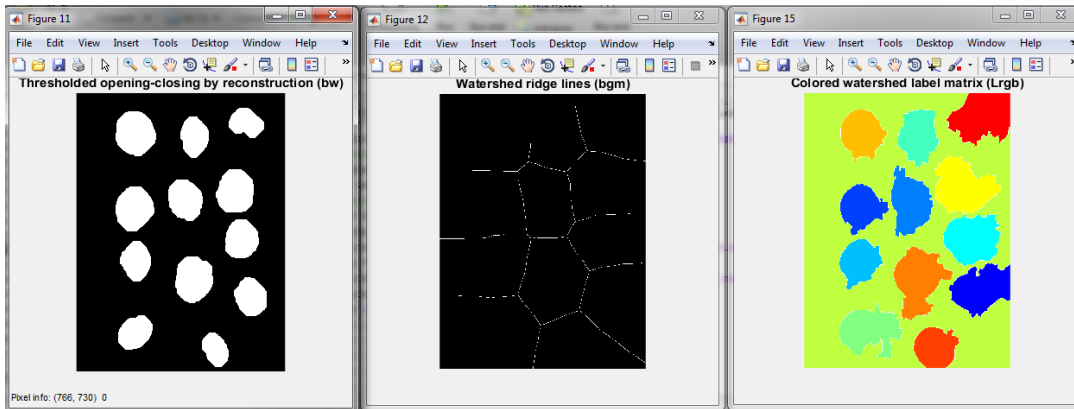 Figure 11
File Edit View Insert Tools Desktop Window Help
Thresholded opening-closing by reconstruction (bw)
Pixel info: (766, 730) 0
Figure 12
File Edit View Insert Tools Desktop Window Help
Watershed ridge lines (bgm)
Figure 15
File Edit View Insert Tools Desktop Window Help
Colored watershed label matrix (Lrgb)